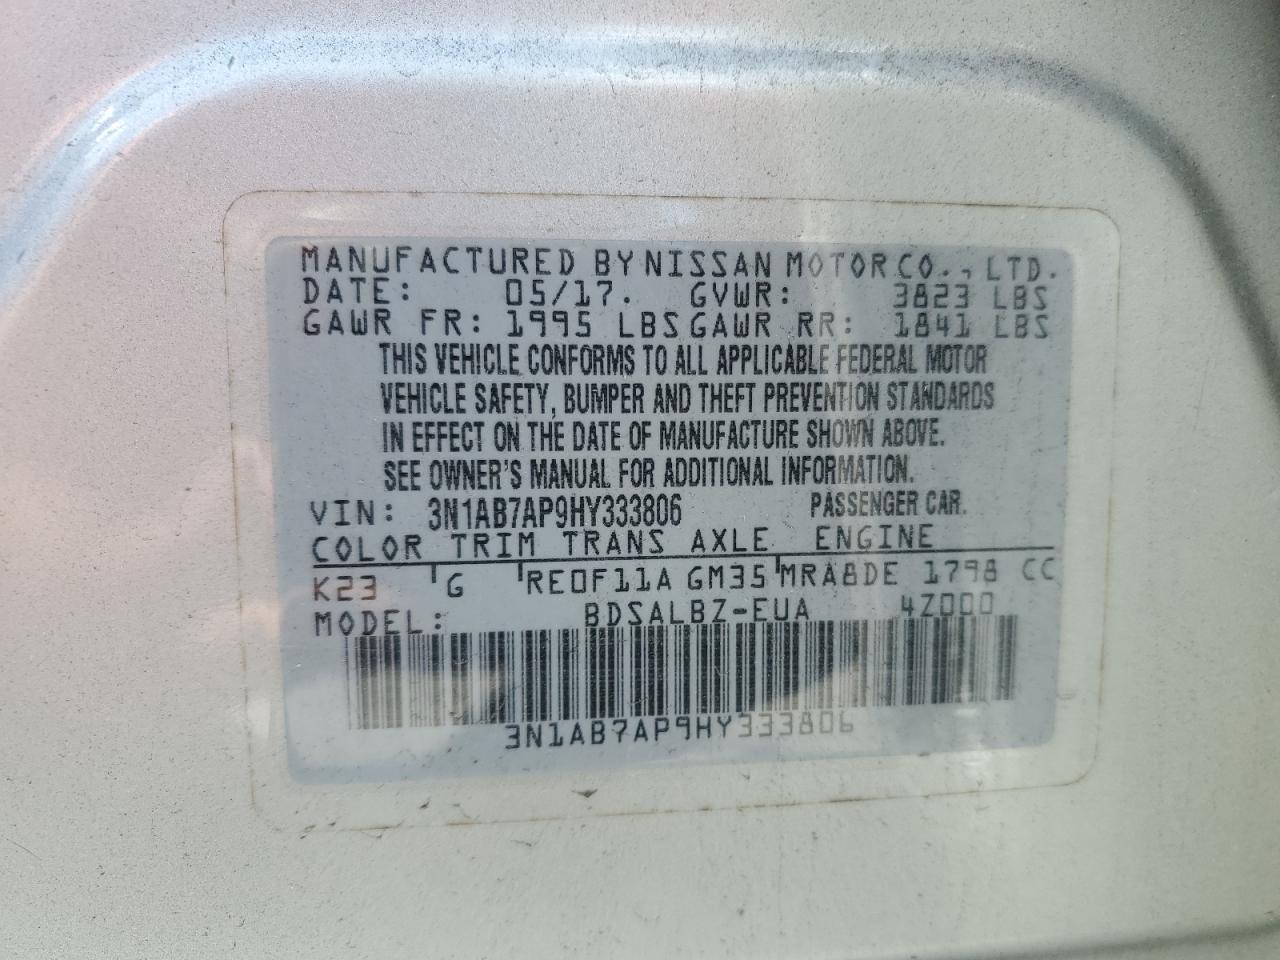 MANUFACTURED BY NISSAN MOTOR CO., LTD.
DATE: 05/17. GVWR: 3823 LBS
GAWR FR: 1995 LBS GAWR RR: 1841 LBS
THIS VEHICLE CONFORMS TO ALL APPLICABLE FEDERAL MOTOR
VEHICLE SAFETY, BUMPER AND THEFT PREVENTION STANDARDS
IN EFFECT ON THE DATE OF MANUFACTURE SHOWN ABOVE.
SEE OWNER'S MANUAL FOR ADDITIONAL INFORMATION.
VIN: 3N1AB7AP9HY333806 PASSENGER CAR.
COLOR TRIM TRANS AXLE ENGINE
K23 G RE0F11A GM35 MRA8DE 1798 CC
MODEL: BDSALBZ-EUA 4Z000
3N1AB7AP9HY333806